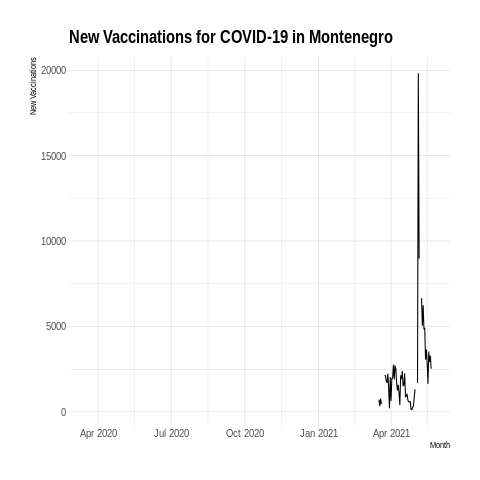 New Vaccinations for COVID-19 in Montenegro
New Vaccinations
20000
15000
10000
5000
0
Apr 2020 Jul 2020 Oct 2020 Jan 2021 Apr 2021
Month